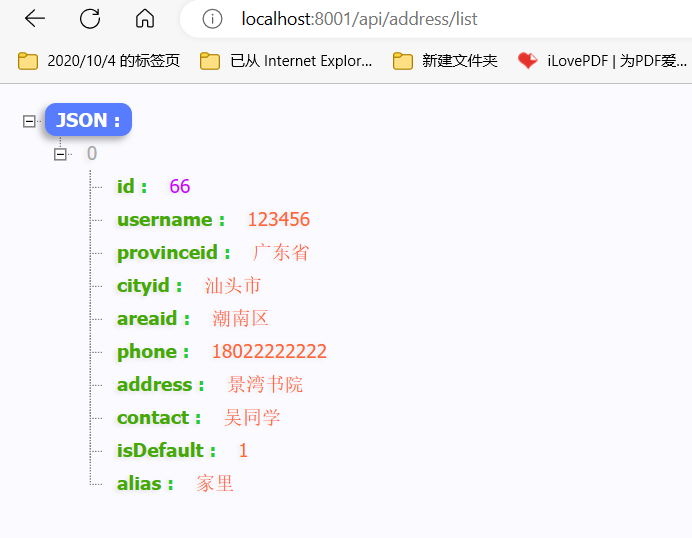 localhost:8001/api/address/list
2020/10/4 的标签页 已从 Internet Explor... 新建文件夹 iLovePDF | 为PDF爱...
JSON :
0
id : 66
username : 123456
provinceid : 广东省
cityid : 汕头市
areaid : 潮南区
phone : 18022222222
address : 景湾书院
contact : 吴同学
isDefault : 1
alias : 家里